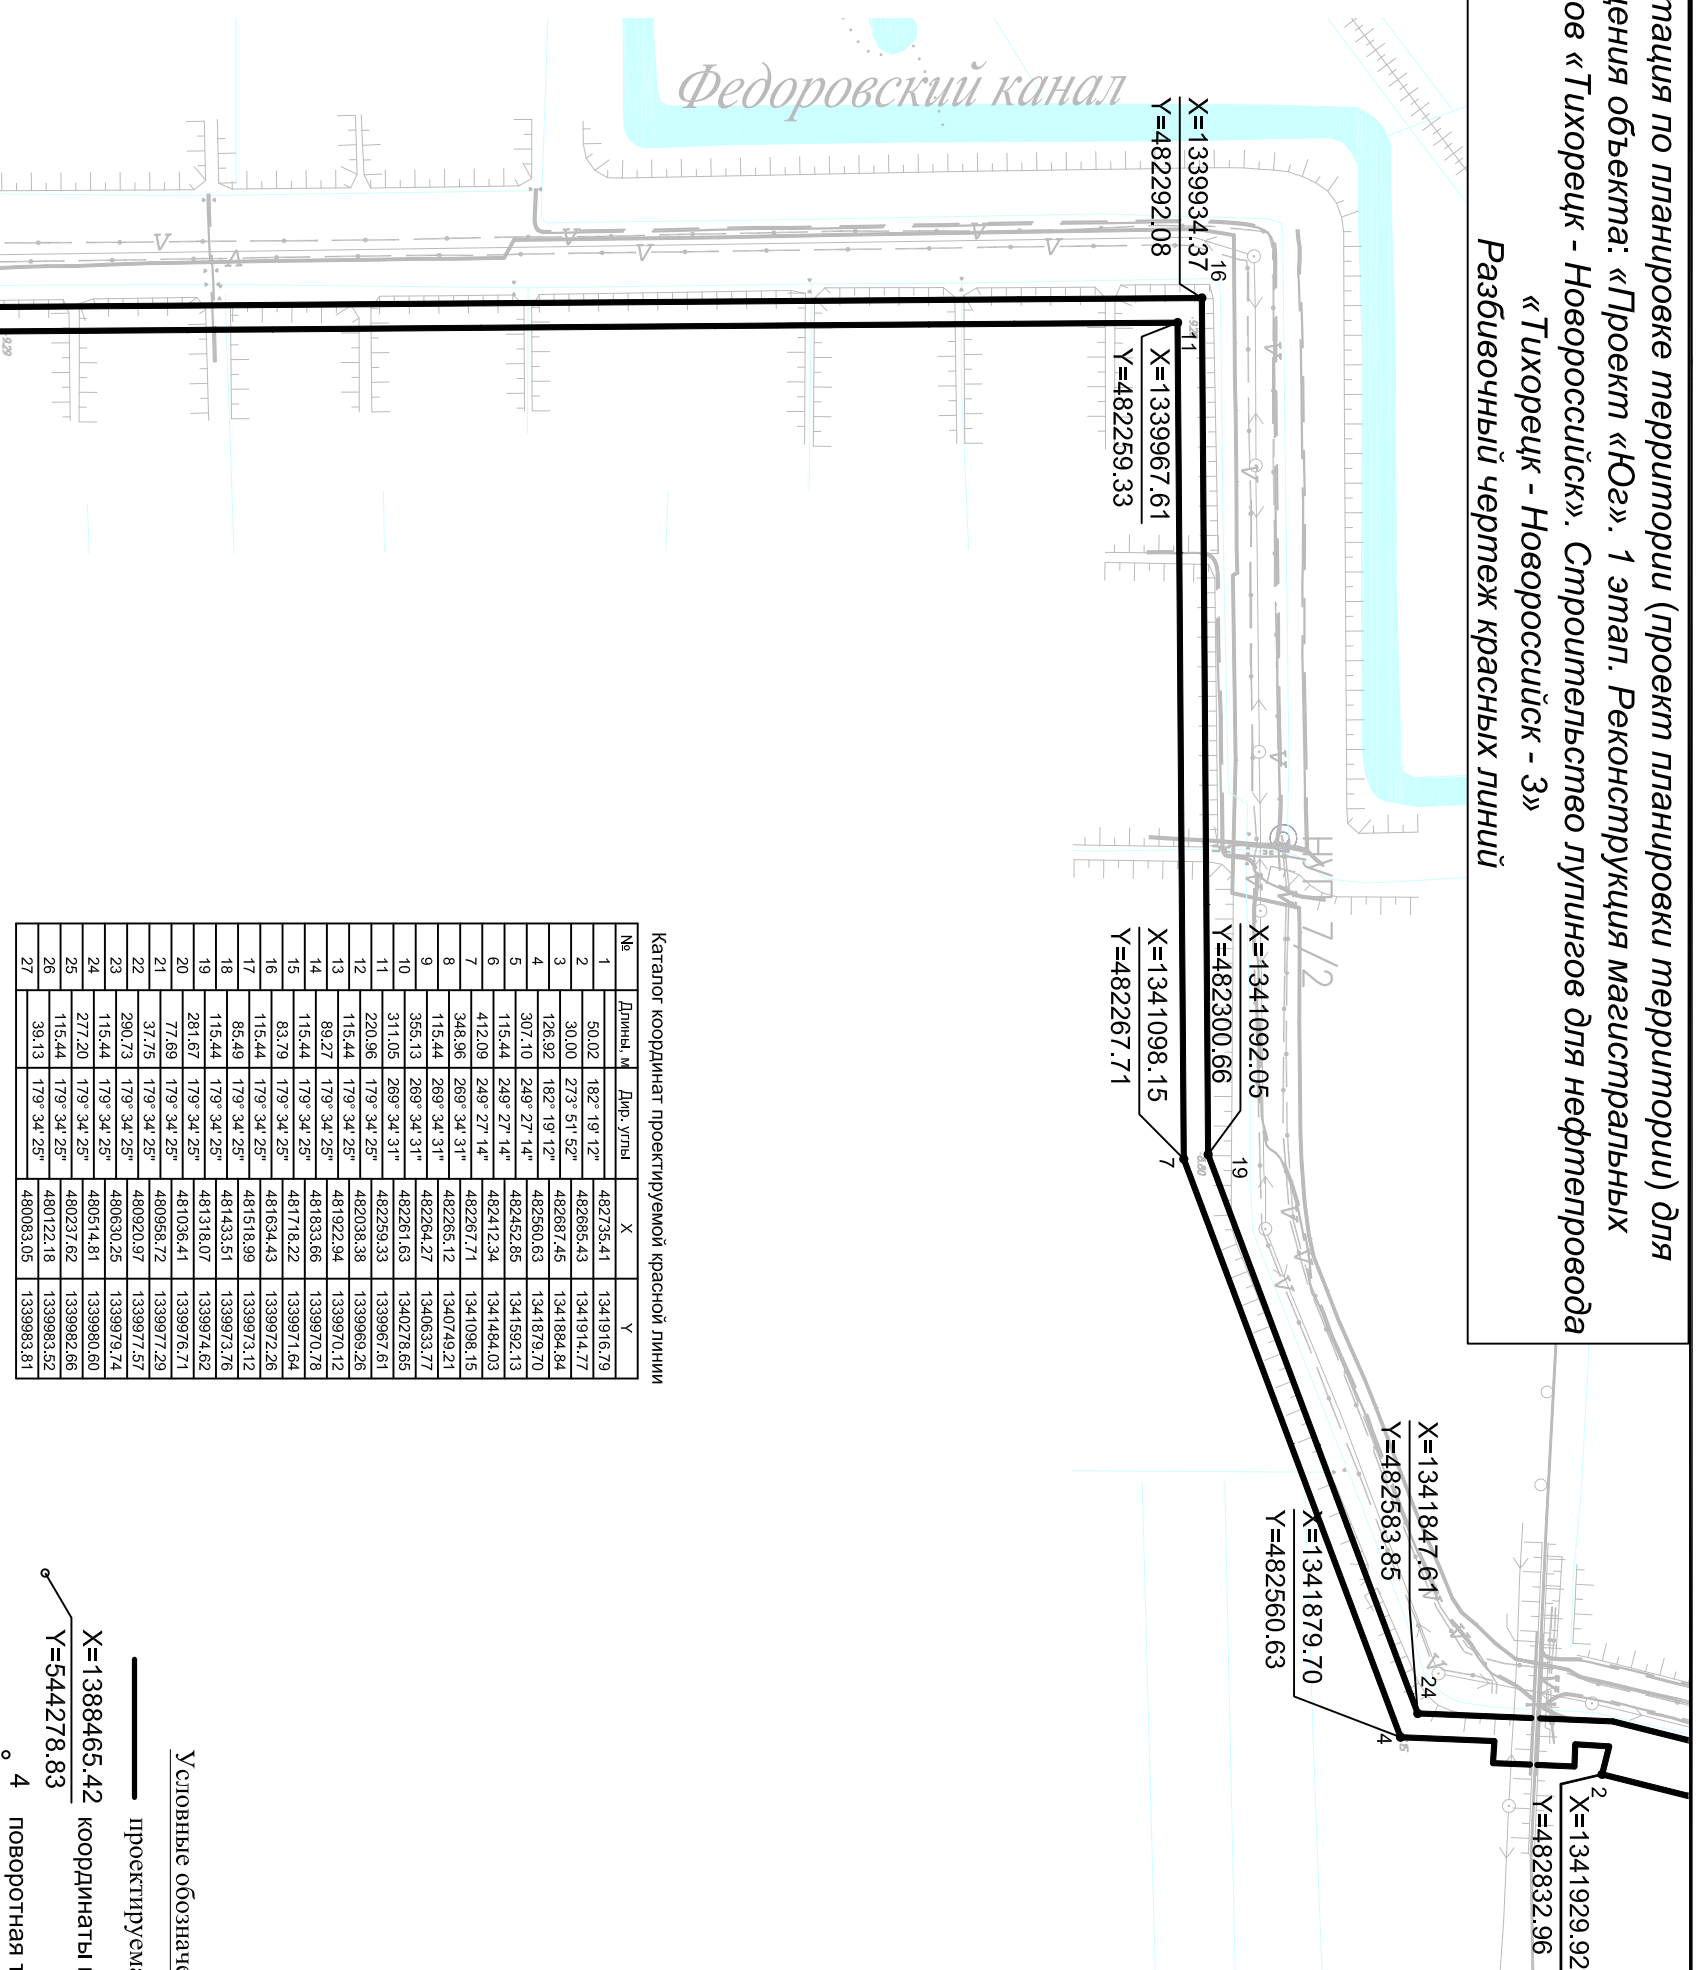 тация по планировке территории (проект планировки территории) для
дения объекта: «Проект «Юг». 1 этап. Реконструкция магистральных
ов «Тихорецк - Новороссийск». Строительство лупингов для нефтепровода
«Тихорецк - Новороссийск - 3»
Разбивочный чертеж красных линий
Федоровский канал
X=1339934.37
Y=482292.08
16
11
X=1339967.61
Y=482259.33
7/2
X=1341092.05
Y=482300.66
19
X=1341098.15
Y=482267.71
7
8.80
X=1341847.61
Y=482583.85
24
X=1341879.70
Y=482560.63
4
2
X=1341929.92
Y=482832.96
9.29
Каталог координат проектируемой красной линии
№ Длины, м Дир. углы X Y
1 50.02 182° 19' 12" 482735.41 1341916.79
2 30.00 273° 51' 52" 482685.43 1341914.77
3 126.92 182° 19' 12" 482687.45 1341884.84
4 307.10 249° 27' 14" 482560.63 1341879.70
5 115.44 249° 27' 14" 482452.85 1341592.13
6 412.09 249° 27' 14" 482412.34 1341484.03
7 348.96 269° 34' 31" 482267.71 1341098.15
8 115.44 269° 34' 31" 482265.12 1340749.21
9 355.13 269° 34' 31" 482264.27 1340633.77
10 311.05 269° 34' 31" 482261.63 1340278.65
11 220.96 179° 34' 25" 482259.33 1339967.61
12 115.44 179° 34' 25" 482038.38 1339969.26
13 89.27 179° 34' 25" 481922.94 1339970.12
14 115.44 179° 34' 25" 481833.66 1339970.78
15 83.79 179° 34' 25" 481718.22 1339971.64
16 115.44 179° 34' 25" 481634.43 1339972.26
17 85.49 179° 34' 25" 481518.99 1339973.12
18 115.44 179° 34' 25" 481433.51 1339973.76
19 281.67 179° 34' 25" 481318.07 1339974.62
20 77.69 179° 34' 25" 481036.41 1339976.71
21 37.75 179° 34' 25" 480958.72 1339977.29
22 290.73 179° 34' 25" 480920.97 1339977.57
23 115.44 179° 34' 25" 480630.25 1339979.74
24 277.20 179° 34' 25" 480514.81 1339980.60
25 115.44 179° 34' 25" 480237.62 1339982.66
26 39.13 179° 34' 25" 480122.18 1339983.52
27 480083.05 1339983.81
Условные обозначе
проектируема
X=1388465.42
Y=544278.83
координаты
4 поворотная т